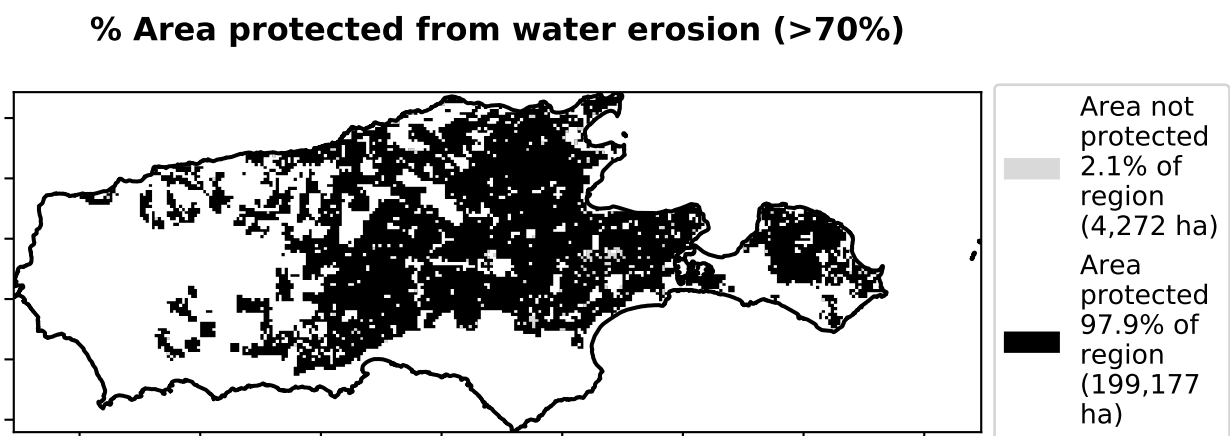 % Area protected from water erosion (>70%)
Area not
protected
2.1% of
region
(4,272 ha)
Area
protected
97.9% of
region
(199,177
ha)